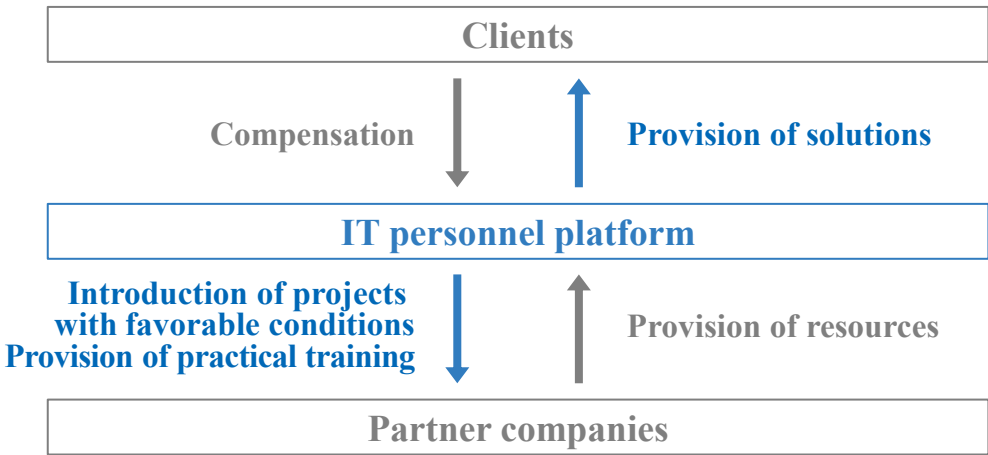 Clients
Compensation
Provision of solutions
IT personnel platform
Introduction of projects
with favorable conditions
Provision of practical training
Provision of resources
Partner companies